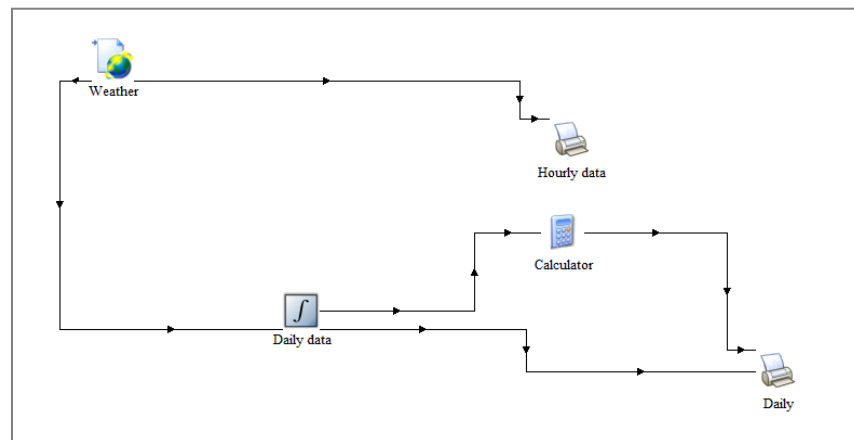 Weather
Hourly data
Calculator
Daily data
Daily